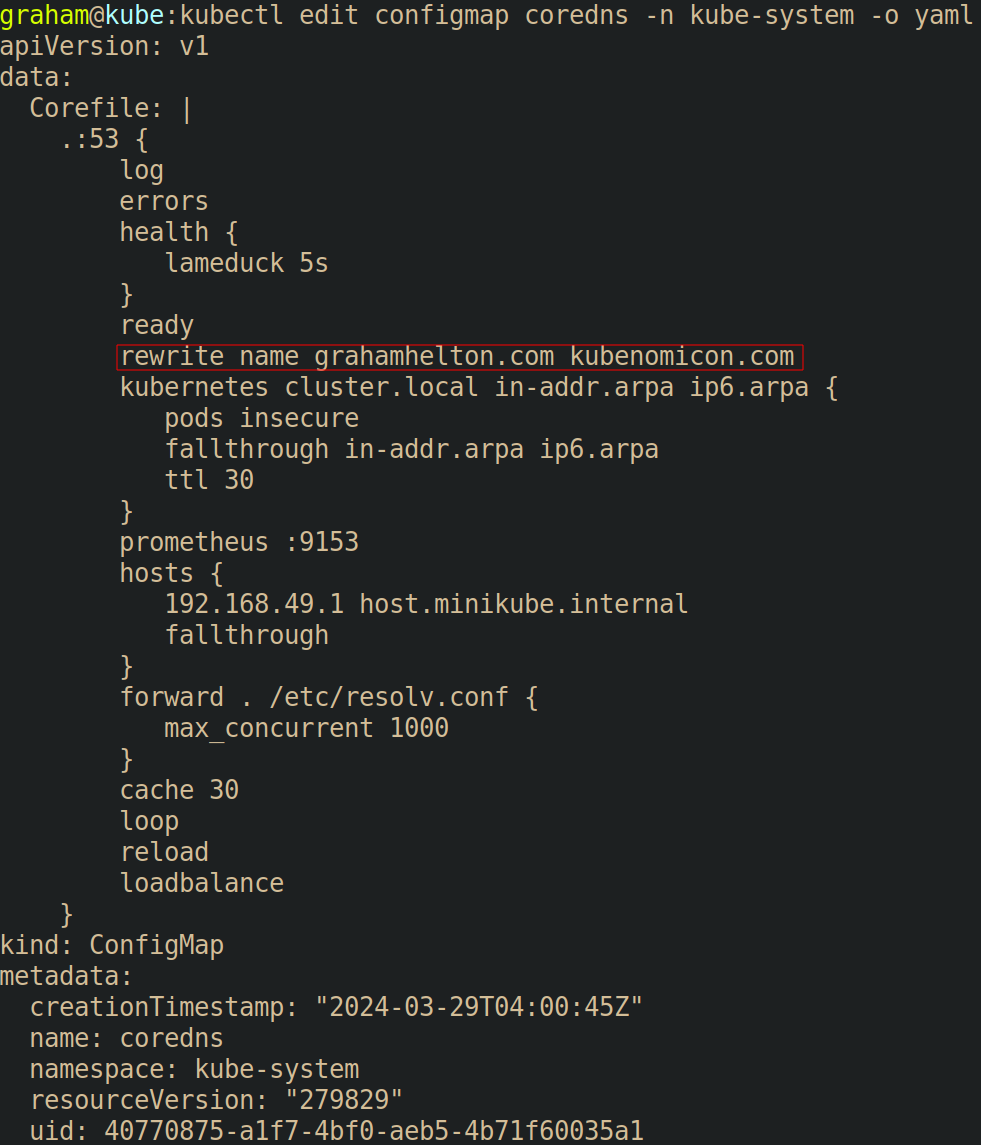 graham@kube:kubectl edit configmap coredns -n kube-system -o yaml
apiVersion: v1
data:
  Corefile: |
    .:53 {
        log
        errors
        health {
           lameduck 5s
        }
        ready
        rewrite name grahamhelton.com kubenomicon.com
        kubernetes cluster.local in-addr.arpa ip6.arpa {
           pods insecure
           fallthrough in-addr.arpa ip6.arpa
           ttl 30
        }
        prometheus :9153
        hosts {
           192.168.49.1 host.minikube.internal
           fallthrough
        }
        forward . /etc/resolv.conf {
           max_concurrent 1000
        }
        cache 30
        loop
        reload
        loadbalance
    }
kind: ConfigMap
metadata:
  creationTimestamp: "2024-03-29T04:00:45Z"
  name: coredns
  namespace: kube-system
  resourceVersion: "279829"
  uid: 40770875-a1f7-4bf0-aeb5-4b71f60035a1